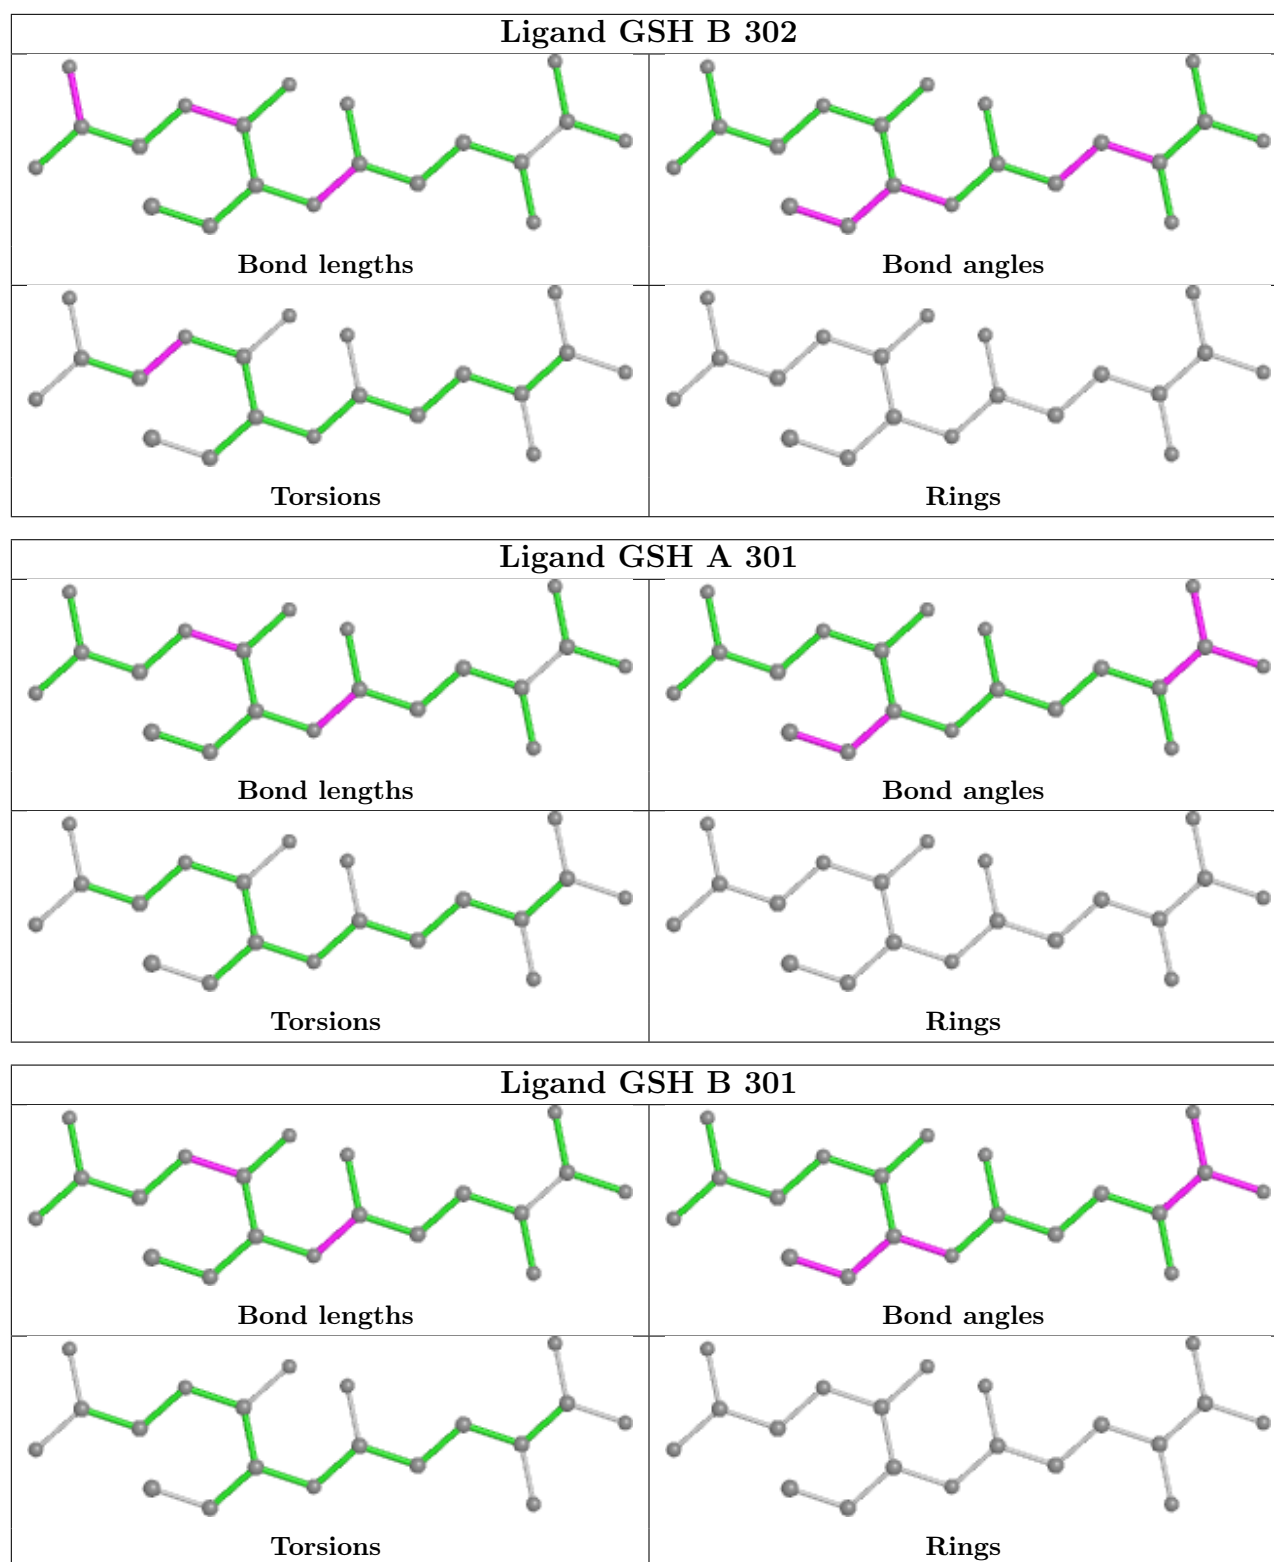 Ligand GSH B 302
Bond lengths
Bond angles
Torsions
Rings
Ligand GSH A 301
Bond lengths
Bond angles
Torsions
Rings
Ligand GSH B 301
Bond lengths
Bond angles
Torsions
Rings